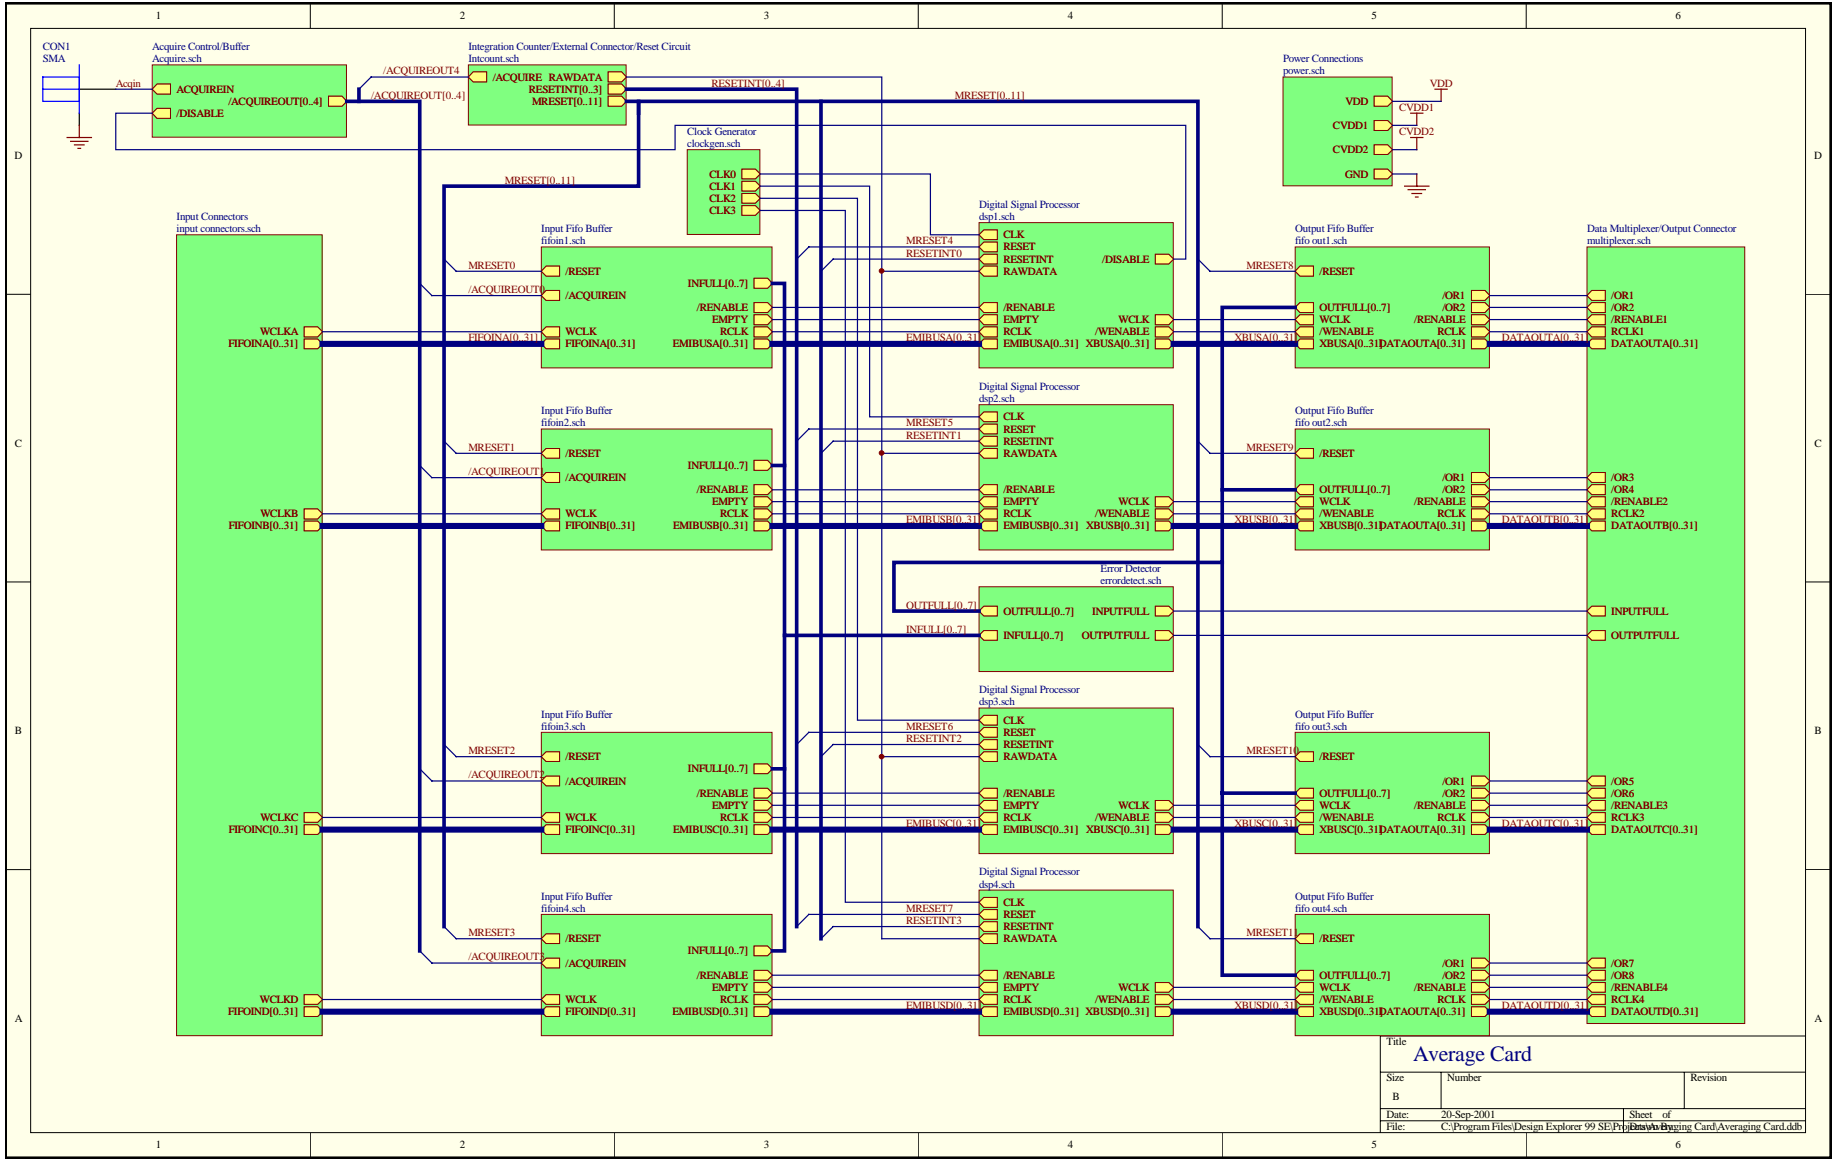 1 2 3 4 5 6
CON1
SMA
Acqin
Acquire Control/Buffer
Acquire.sch
ACQUIREIN
/ACQUIREOUT[0..4]
/DISABLE
/ACQUIREOUT4
/ACQUIREOUT[0..4]
Integration Counter/External Connector/Reset Circuit
Intcount.sch
/ACQUIRE RAWDATA
RESETINT[0..3]
MRESET[0..11]
RESETINT[0..4]
MRESET[0..11]
MRESET[0..11]
Clock Generator
clockgen.sch
CLK0
CLK1
CLK2
CLK3
Power Connections
power.sch
VDD
CVDD1
CVDD2
GND
VDD
CVDD1
CVDD2
D
D
Input Connectors
input connectors.sch
WCLKA
FIFOINA[0..31]
WCLKB
FIFOINB[0..31]
WCLKC
FIFOINC[0..31]
WCLKD
FIFOIND[0..31]
Input Fifo Buffer
fifoin1.sch
MRESET0
/RESET
/ACQUIREOUT0
/ACQUIREIN
INFULL[0..7]
/RENABLE
EMPTY
WCLK RCLK
FIFOINA[0..31]
FIFOINA[0..31] EMIBUSA[0..31]
Digital Signal Processor
dsp1.sch
MRESET4
RESETINT0
CLK
RESET
RESETINT /DISABLE
RAWDATA
/RENABLE
EMPTY WCLK
RCLK /WENABLE
EMIBUSA[0..31]
EMIBUSA[0..31] XBUSA[0..31]
Output Fifo Buffer
fifo out1.sch
MRESET8
/RESET
/OR1
OUTFULL[0..7] /OR2
WCLK /RENABLE
/WENABLE RCLK
XBUSA[0..31]
XBUSA[0..31] DATAOUTA[0..31]
DATAOUTA[0..31]
Data Multiplexer/Output Connector
multiplexer.sch
/OR1
/OR2
/RENABLE1
RCLK1
DATAOUTA[0..31]
C
C
Input Fifo Buffer
fifoin2.sch
MRESET1
/RESET
/ACQUIREOUT1
/ACQUIREIN
INFULL[0..7]
/RENABLE
EMPTY
WCLK RCLK
FIFOINB[0..31] EMIBUSB[0..31]
Digital Signal Processor
dsp2.sch
MRESET5
RESETINT1
CLK
RESET
RESETINT
RAWDATA
/RENABLE
EMPTY WCLK
RCLK /WENABLE
EMIBUSB[0..31]
EMIBUSB[0..31] XBUSB[0..31]
Output Fifo Buffer
fifo out2.sch
MRESET9
/RESET
/OR1
OUTFULL[0..7] /OR2
WCLK /RENABLE
/WENABLE RCLK
XBUSB[0..31]
XBUSB[0..31] DATAOUTA[0..31]
DATAOUTB[0..31]
/OR3
/OR4
/RENABLE2
RCLK2
DATAOUTB[0..31]
Error Detector
errordetect.sch
OUTFULL[0..7]
OUTFULL[0..7] INPUTFULL
INFULL[0..7]
INFULL[0..7] OUTPUTFULL
INPUTFULL
OUTPUTFULL
B
B
Input Fifo Buffer
fifoin3.sch
MRESET2
/RESET
/ACQUIREOUT2
/ACQUIREIN
INFULL[0..7]
/RENABLE
EMPTY
WCLK RCLK
FIFOINC[0..31] EMIBUSC[0..31]
Digital Signal Processor
dsp3.sch
MRESET6
RESETINT2
CLK
RESET
RESETINT
RAWDATA
/RENABLE
EMPTY WCLK
RCLK /WENABLE
EMIBUSC[0..31]
EMIBUSC[0..31] XBUSC[0..31]
Output Fifo Buffer
fifo out3.sch
MRESET10
/RESET
/OR1
OUTFULL[0..7] /OR2
WCLK /RENABLE
/WENABLE RCLK
XBUSC[0..31]
XBUSC[0..31] DATAOUTA[0..31]
DATAOUTC[0..31]
/OR5
/OR6
/RENABLE3
RCLK3
DATAOUTC[0..31]
A
A
Input Fifo Buffer
fifoin4.sch
MRESET3
/RESET
/ACQUIREOUT3
/ACQUIREIN
INFULL[0..7]
/RENABLE
EMPTY
WCLK RCLK
FIFOIND[0..31] EMIBUSD[0..31]
Digital Signal Processor
dsp4.sch
MRESET7
RESETINT3
CLK
RESET
RESETINT
RAWDATA
/RENABLE
EMPTY WCLK
RCLK /WENABLE
EMIBUSD[0..31]
EMIBUSD[0..31] XBUSD[0..31]
Output Fifo Buffer
fifo out4.sch
MRESET11
/RESET
/OR1
OUTFULL[0..7] /OR2
WCLK /RENABLE
/WENABLE RCLK
XBUSD[0..31]
XBUSD[0..31] DATAOUTA[0..31]
DATAOUTD[0..31]
/OR7
/OR8
/RENABLE4
RCLK4
DATAOUTD[0..31]
Title
Average Card
Size Number Revision
B
Date: 20-Sep-2001 Sheet of
File: C:\Program Files\Design Explorer 99 SE\Projects\Averaging Card\Averaging Card.ddb
1 2 3 4 5 6